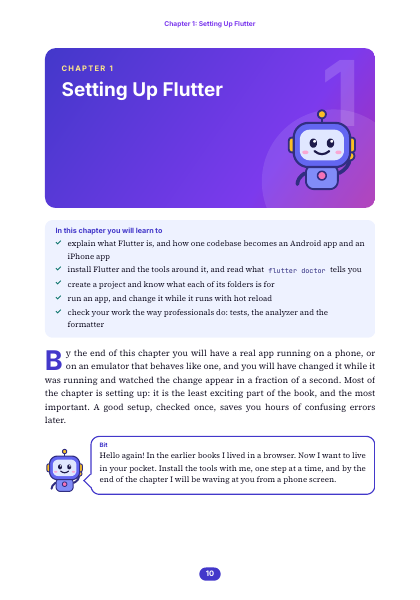 Chapter 1: Setting Up Flutter
CHAPTER 1
Setting Up Flutter
1
In this chapter you will learn to
explain what Flutter is, and how one codebase becomes an Android app and an
iPhone app
install Flutter and the tools around it, and read what flutter doctor tells you
create a project and know what each of its folders is for
run an app, and change it while it runs with hot reload
check your work the way professionals do: tests, the analyzer and the
formatter
By the end of this chapter you will have a real app running on a phone, or
on an emulator that behaves like one, and you will have changed it while it
was running and watched the change appear in a fraction of a second. Most of
the chapter is setting up: it is the least exciting part of the book, and the most
important. A good setup, checked once, saves you hours of confusing errors
later.
Bit
Hello again! In the earlier books I lived in a browser. Now I want to live
in your pocket. Install the tools with me, one step at a time, and by the
end of the chapter I will be waving at you from a phone screen.
10